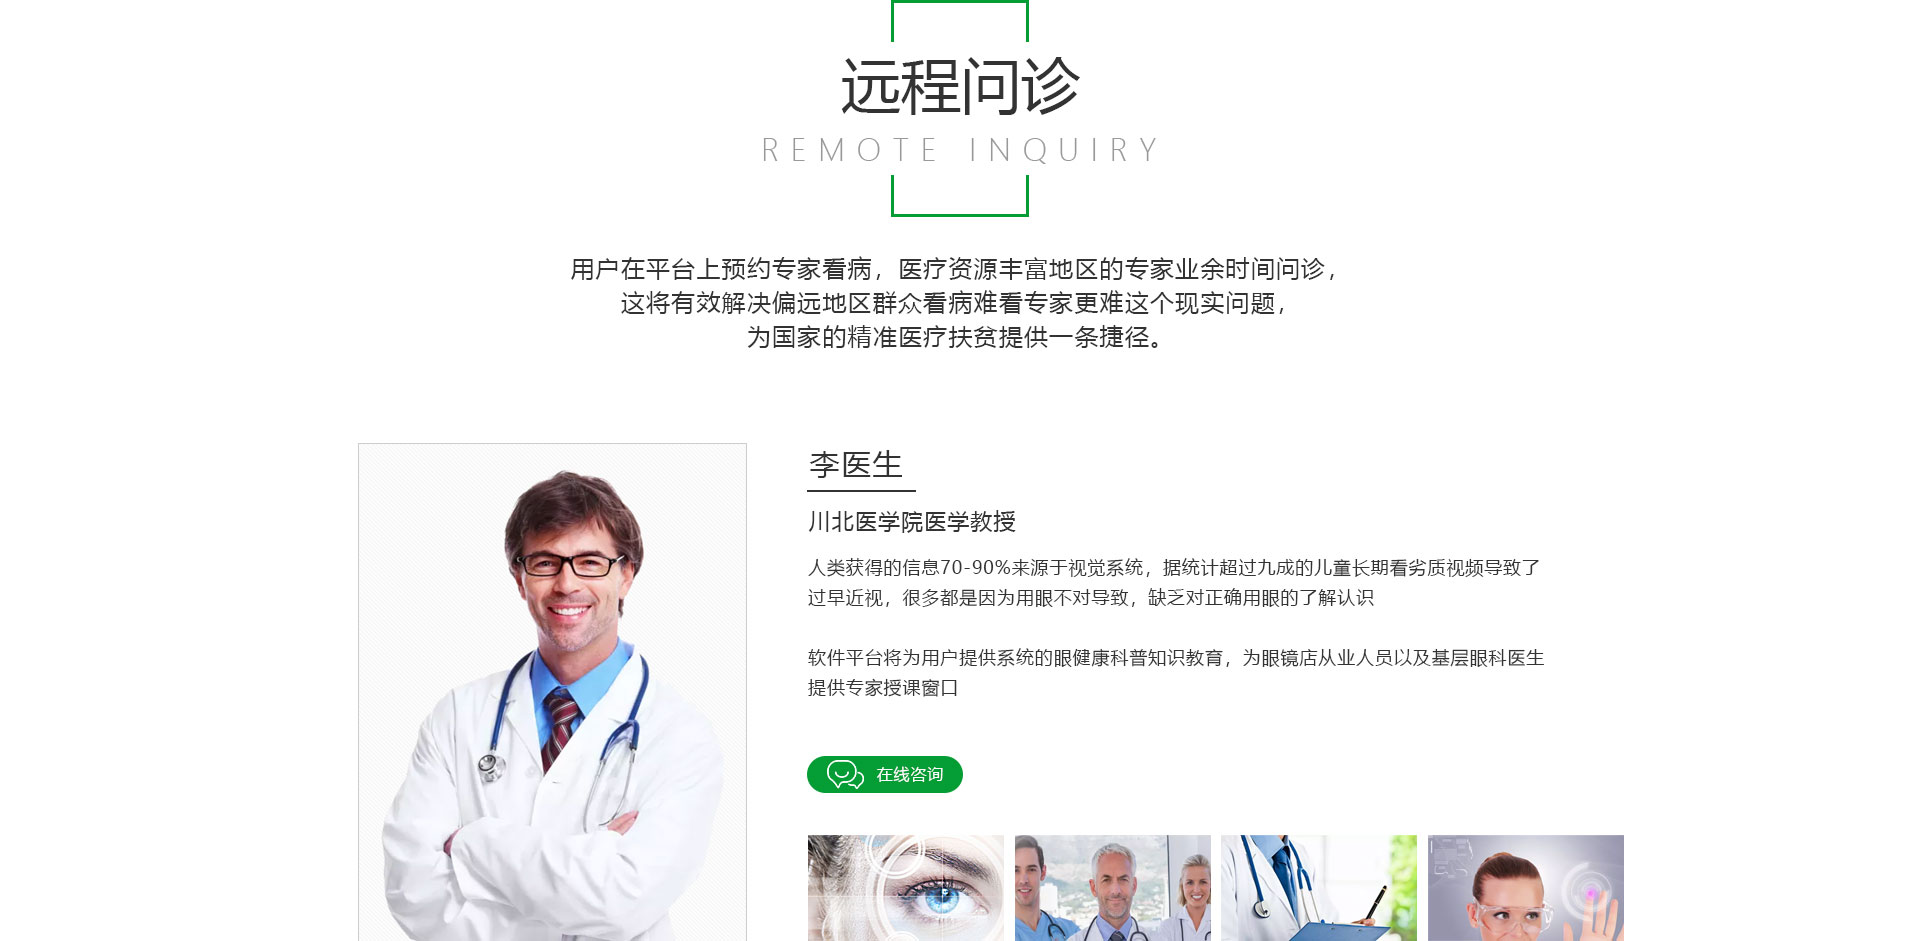 远程问诊
REMOTE INQUIRY
用户在平台上预约专家看病，医疗资源丰富地区的专家业余时间问诊，
这将有效解决偏远地区群众看病难看专家更难这个现实问题，
为国家的精准医疗扶贫提供一条捷径。
李医生
川北医学院医学教授
人类获得的信息70-90%来源于视觉系统，据统计超过九成的儿童长期看劣质视频导致了
过早近视，很多都是因为用眼不对导致，缺乏对正确用眼的了解认识
软件平台将为用户提供系统的眼健康科普知识教育，为眼镜店从业人员以及基层眼科医生
提供专家授课窗口
在线咨询